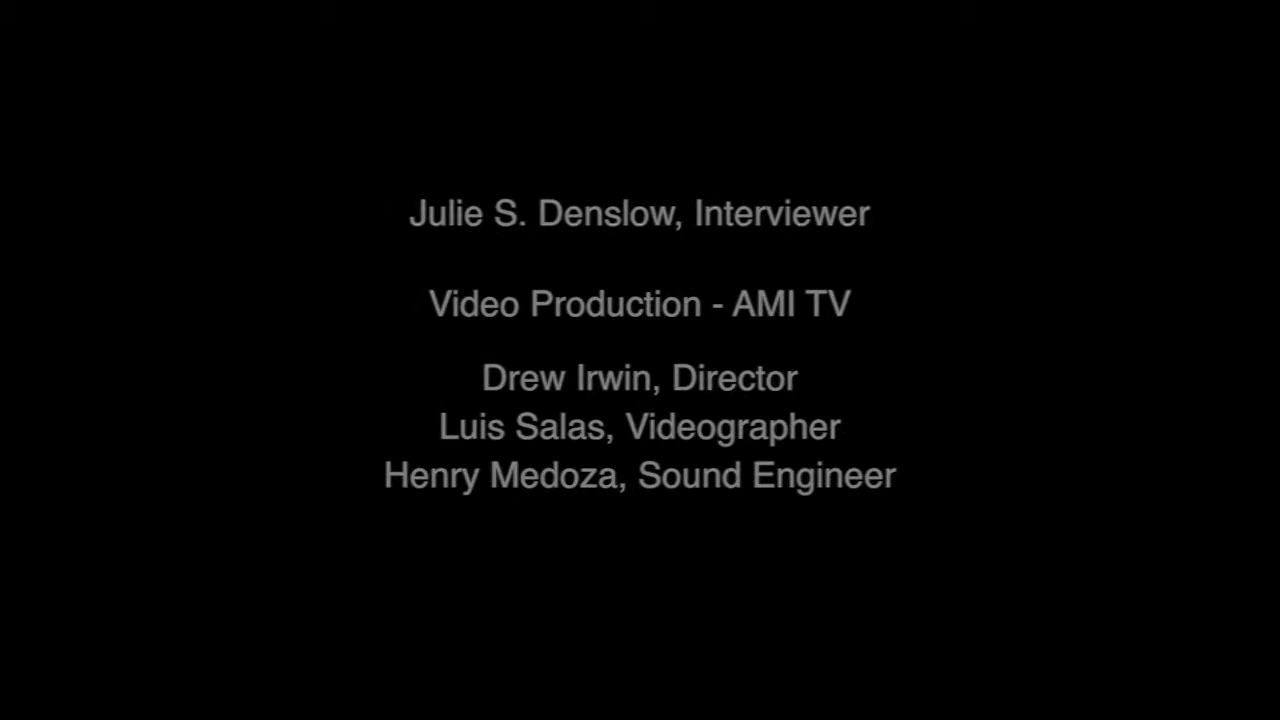 Julie S. Denslow, Interviewer
Video Production - AMI TV
Drew Irwin, Director
Luis Salas, Videographer
Henry Medoza, Sound Engineer